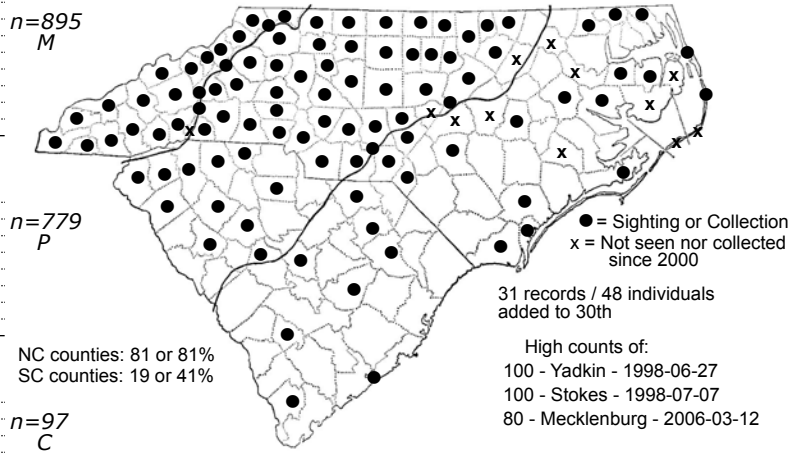 n=895
M
n=779
P
n=97
C
● = Sighting or Collection
x = Not seen nor collected
since 2000
31 records / 48 individuals
added to 30th
High counts of:
100 - Yadkin - 1998-06-27
100 - Stokes - 1998-07-07
80 - Mecklenburg - 2006-03-12
NC counties: 81 or 81%
SC counties: 19 or 41%